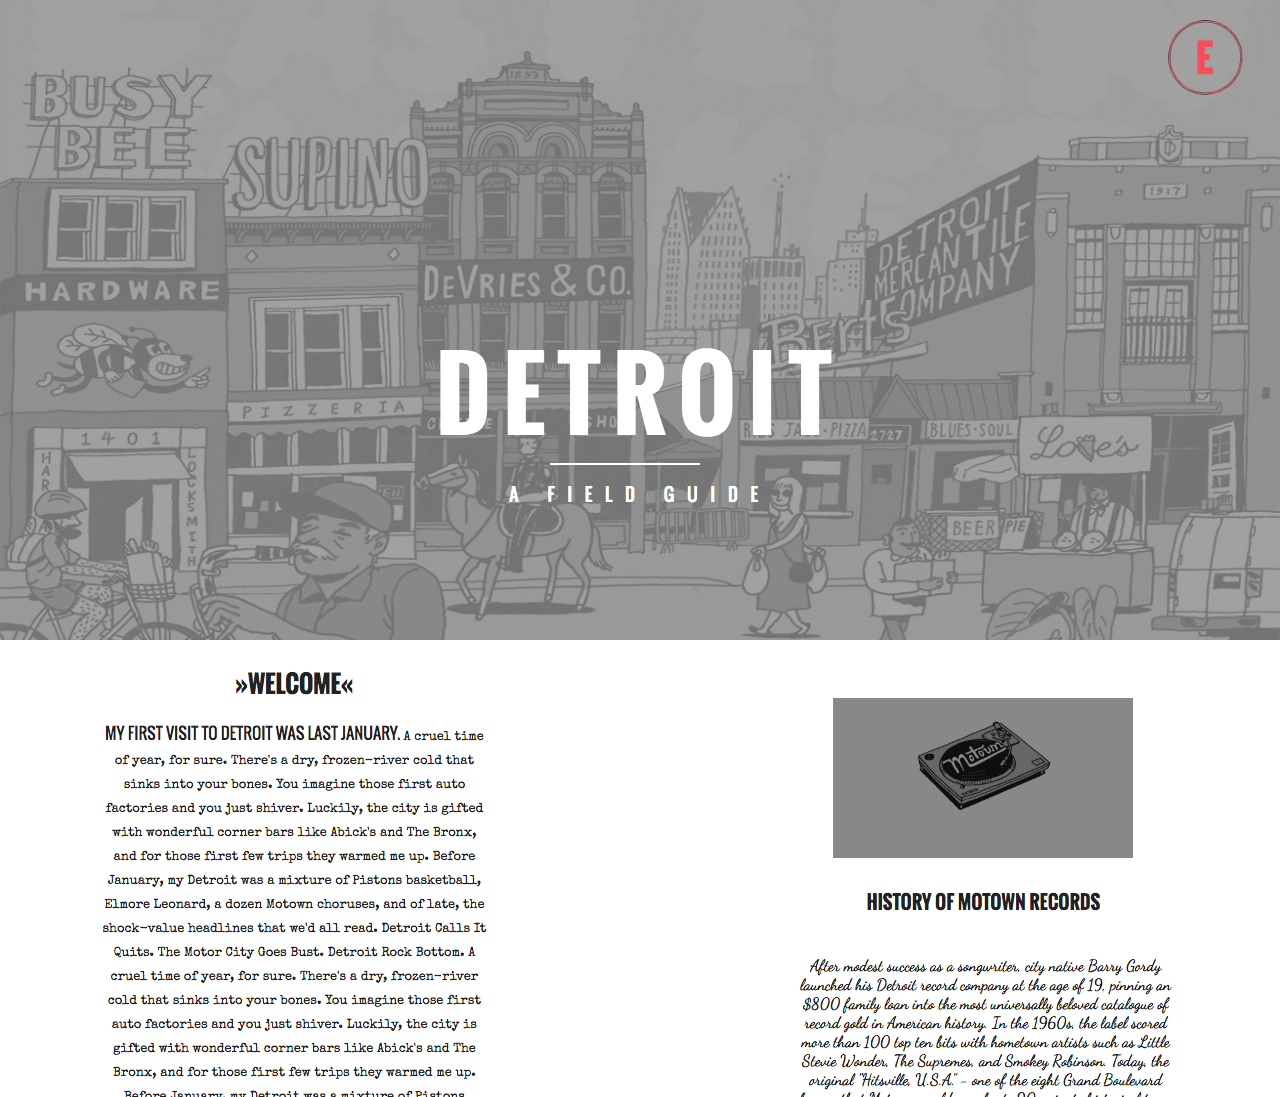 E
1893
BUSY
BEE
SUPINO
1917
DETROIT
MERCANTILE
COMPANY
DEVRIES & CO.
HARDWARE
Bert's
DETROIT
PIZZERIA
SHO
JAZZ·PIZZA
2727
BLUES·SOUL
Love's
1401
HAR
LOCKSMITH
A FIELD GUIDE
BEER
PIE
»WELCOME«
MY FIRST VISIT TO DETROIT WAS LAST JANUARY. A cruel time
of year, for sure. There's a dry, frozen-river cold that
sinks into your bones. You imagine those first auto
factories and you just shiver. Luckily, the city is gifted
with wonderful corner bars like Abick's and The Bronx,
and for those first few trips they warmed me up. Before
January, my Detroit was a mixture of Pistons basketball,
Elmore Leonard, a dozen Motown choruses, and of late, the
shock-value headlines that we'd all read. Detroit Calls It
Quits. The Motor City Goes Bust. Detroit Rock Bottom. A
cruel time of year, for sure. There's a dry, frozen-river
cold that sinks into your bones. You imagine those first
auto factories and you just shiver. Luckily, the city is
gifted with wonderful corner bars like Abick's and The
Bronx, and for those first few trips they warmed me up.
Before January, my Detroit was a mixture of Pistons
Motown
HISTORY OF MOTOWN RECORDS
After modest success as a songwriter, city native Barry Gordy
launched his Detroit record company at the age of 19, pinning an
$800 family loan into the most universally beloved catalogue of
record gold in American history. In the 1960s, the label scored
more than 100 top ten bits with hometown artists such as Little
Stevie Wonder, The Supremes, and Smokey Robinson. Today, the
original "Hitsville, U.S.A." - one of the eight Grand Boulevard